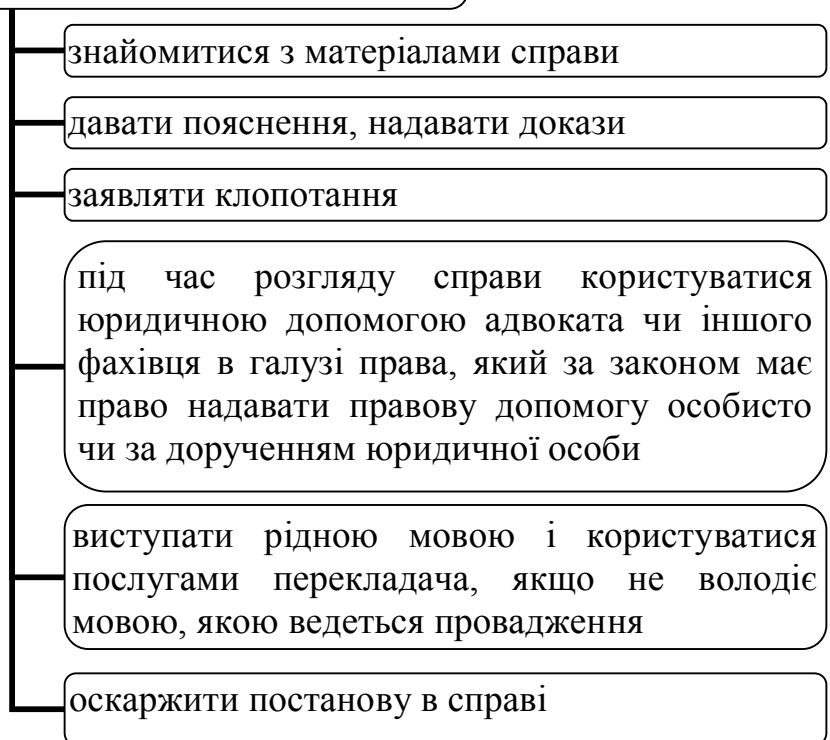 знайомитися з матеріалами справи
давати пояснення, надавати докази
заявляти клопотання
під час розгляду справи користуватися
юридичною допомогою адвоката чи іншого
фахівця в галузі права, який за законом має
право надавати правову допомогу особисто
чи за дорученням юридичної особи
виступати рідною мовою і користуватися
послугами перекладача, якщо не володіє
мовою, якою ведеться провадження
оскаржити постанову в справі